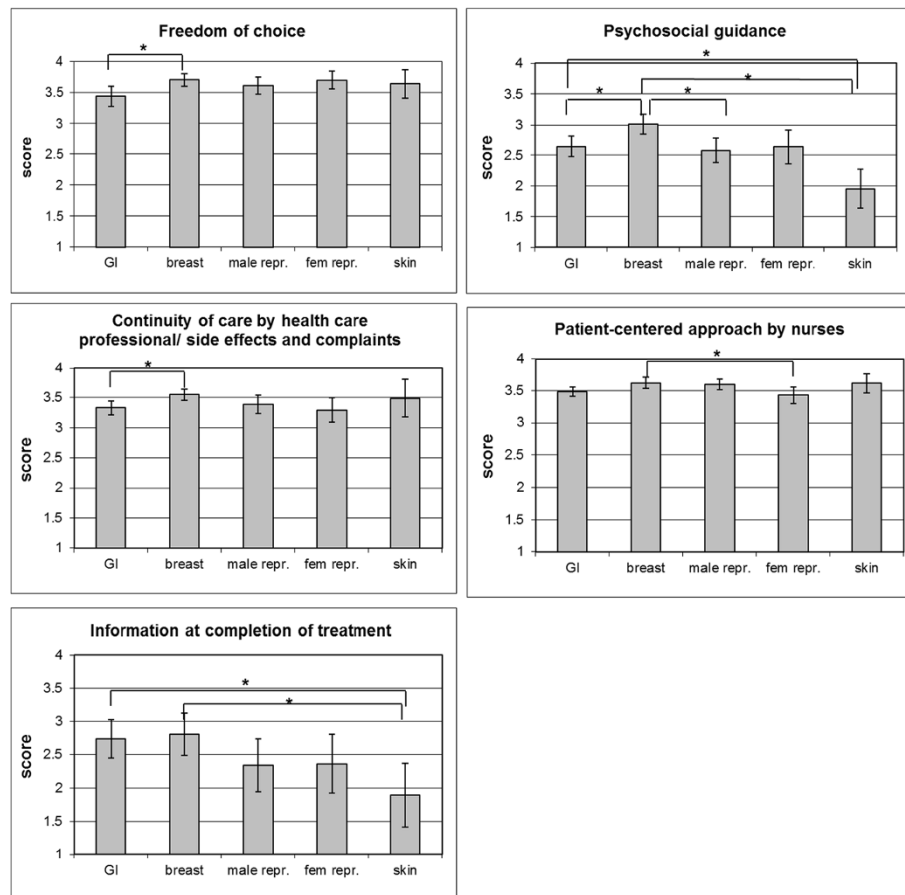 Freedom of choice
*
4
3.5
3
2.5
2
1.5
1
score
GI breast male repr. fem repr. skin
Psychosocial guidance
*
*
* *
4
3.5
3
2.5
2
1.5
1
score
GI breast male repr. fem repr. skin
Continuity of care by health care
professional/ side effects and complaints
*
4
3.5
3
2.5
2
1.5
1
score
GI breast male repr. fem repr. skin
Patient-centered approach by nurses
*
4
3.5
3
2.5
2
1.5
1
score
GI breast male repr. fem repr. skin
Information at completion of treatment
*
*
4
3.5
3
2.5
2
1.5
1
score
GI breast male repr. fem repr. skin